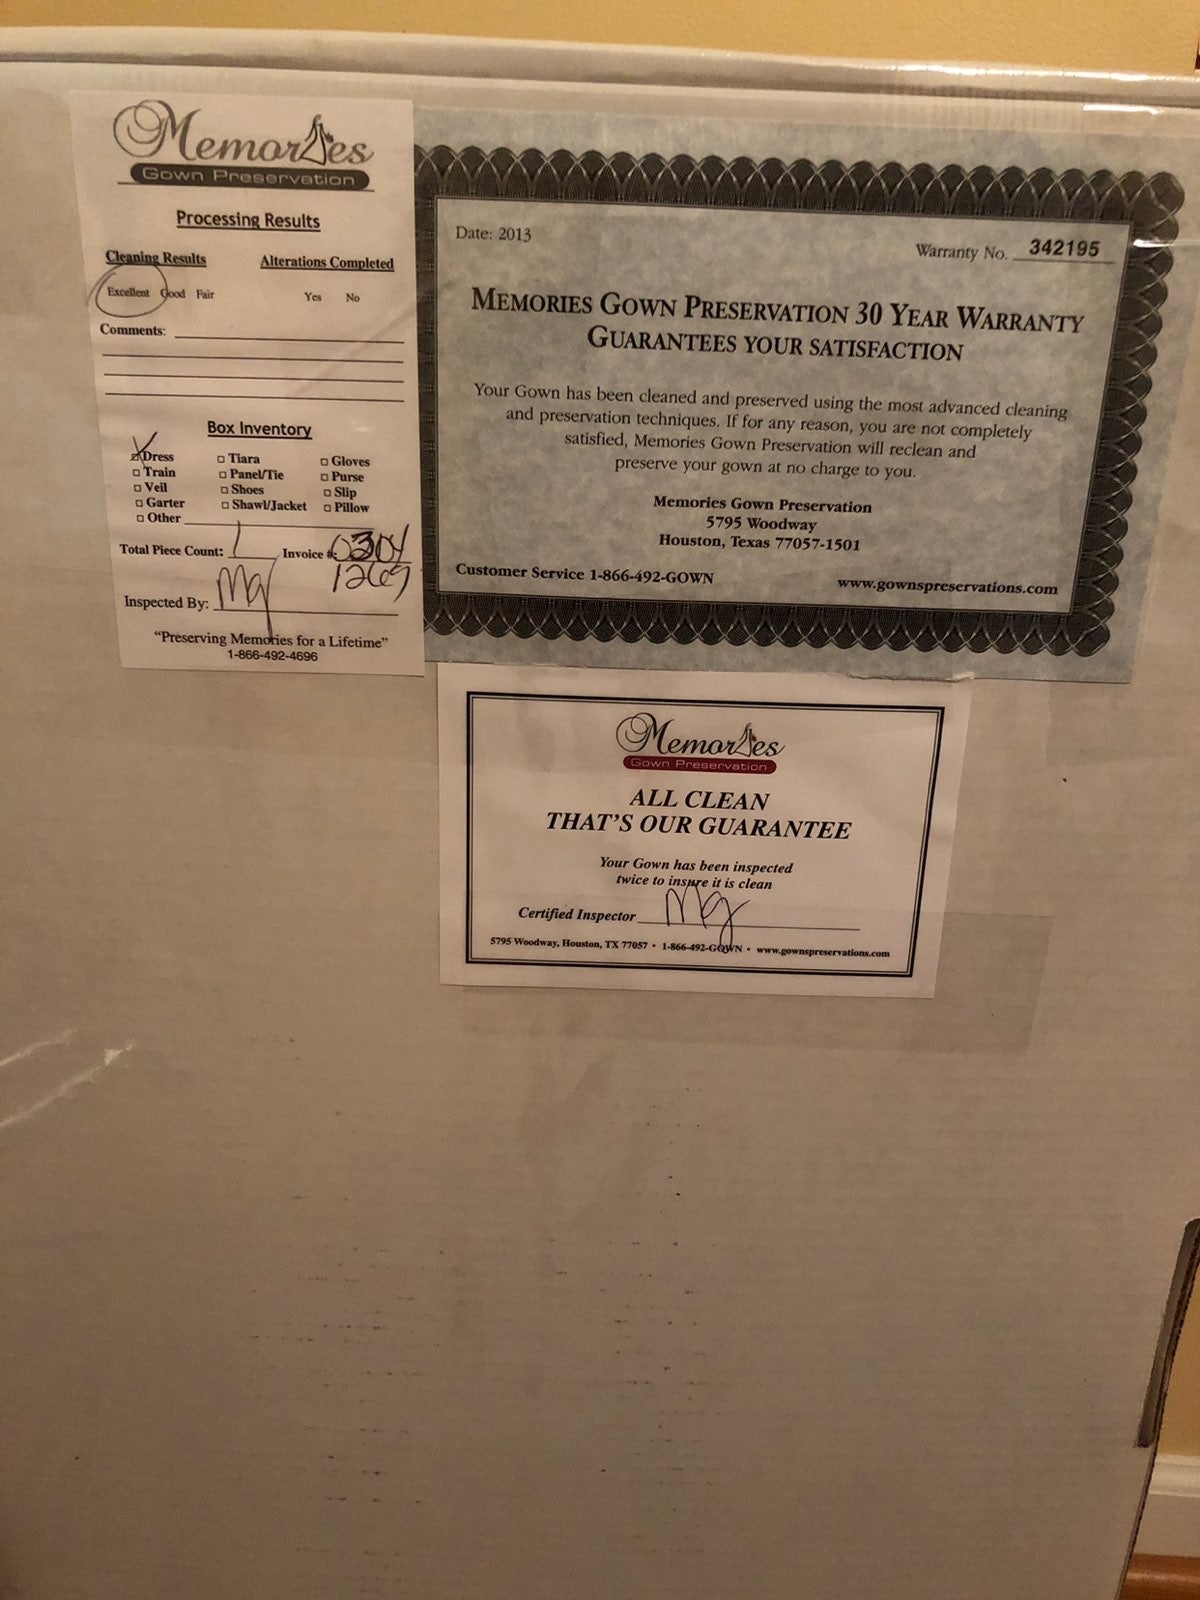 Memories
Gown Preservation
Processing Results
Cleaning Results Alterations Completed
Excellent Good Fair Yes No
Comments:
Box Inventory
Dress Tiara Gloves
Train Panel/Tie Purse
Veil Shoes Slip
Garter Shawl/Jacket Pillow
Other
Total Piece Count: 1 Invoice #: 0304
1267
Inspected By: Mg
"Preserving Memories for a Lifetime"
1-866-492-4696
Date: 2013
Warranty No. 342195
MEMORIES GOWN PRESERVATION 30 YEAR WARRANTY
GUARANTEES YOUR SATISFACTION
Your Gown has been cleaned and preserved using the most advanced cleaning
and preservation techniques. If for any reason, you are not completely
satisfied, Memories Gown Preservation will reclean and
preserve your gown at no charge to you.
Memories Gown Preservation
5795 Woodway
Houston, Texas 77057-1501
Customer Service 1-866-492-GOWN www.gownspreservations.com
Memories
Gown Preservation
ALL CLEAN
THAT'S OUR GUARANTEE
Your Gown has been inspected
twice to insure it is clean
Certified Inspector Mg
5795 Woodway, Houston, TX 77057 • 1-866-492-GOWN • www.gownspreservations.com